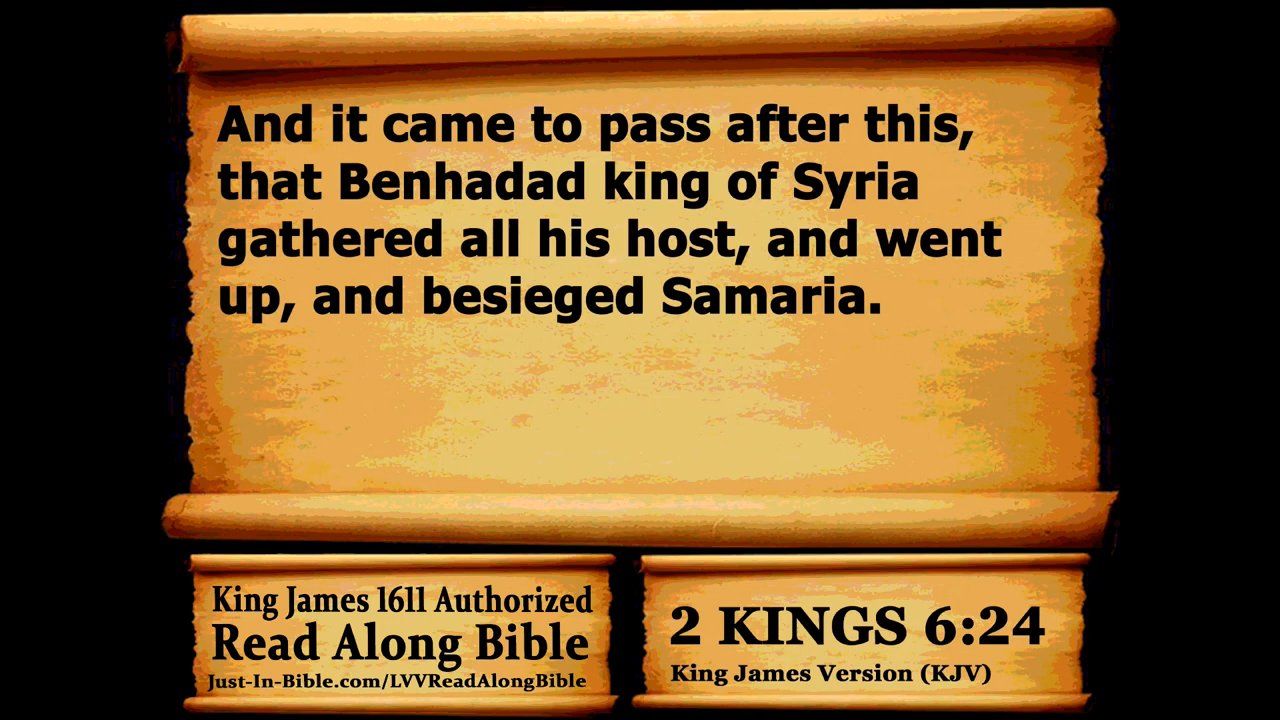 And it came to pass after this,
that Benhadad king of Syria
gathered all his host, and went
up, and besieged Samaria.
King James 1611 Authorized
Read Along Bible
Just-In-Bible.com/LVVReadAlongBible
2 KINGS 6:24
King James Version (KJV)